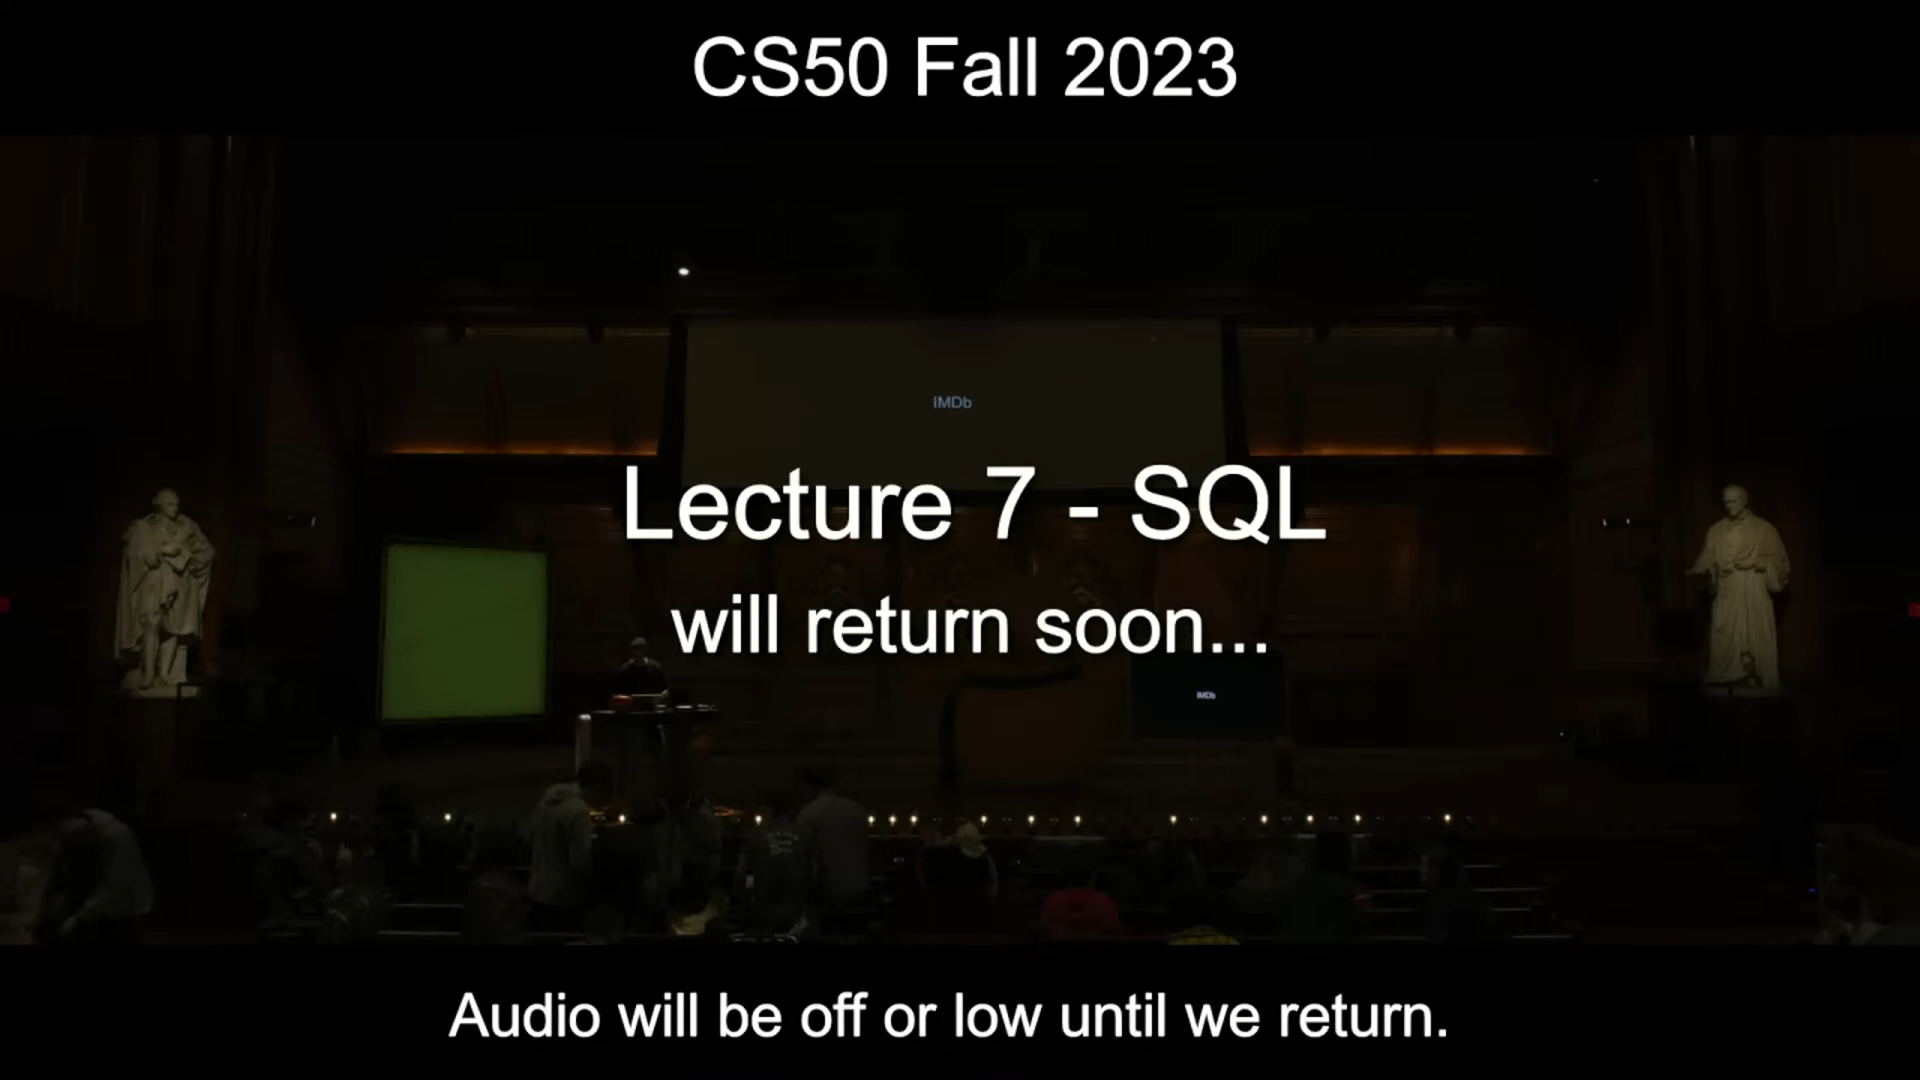 CS50 Fall 2023
IMDb
Lecture 7 - SQL
will return soon...
IMDb
Audio will be off or low until we return.